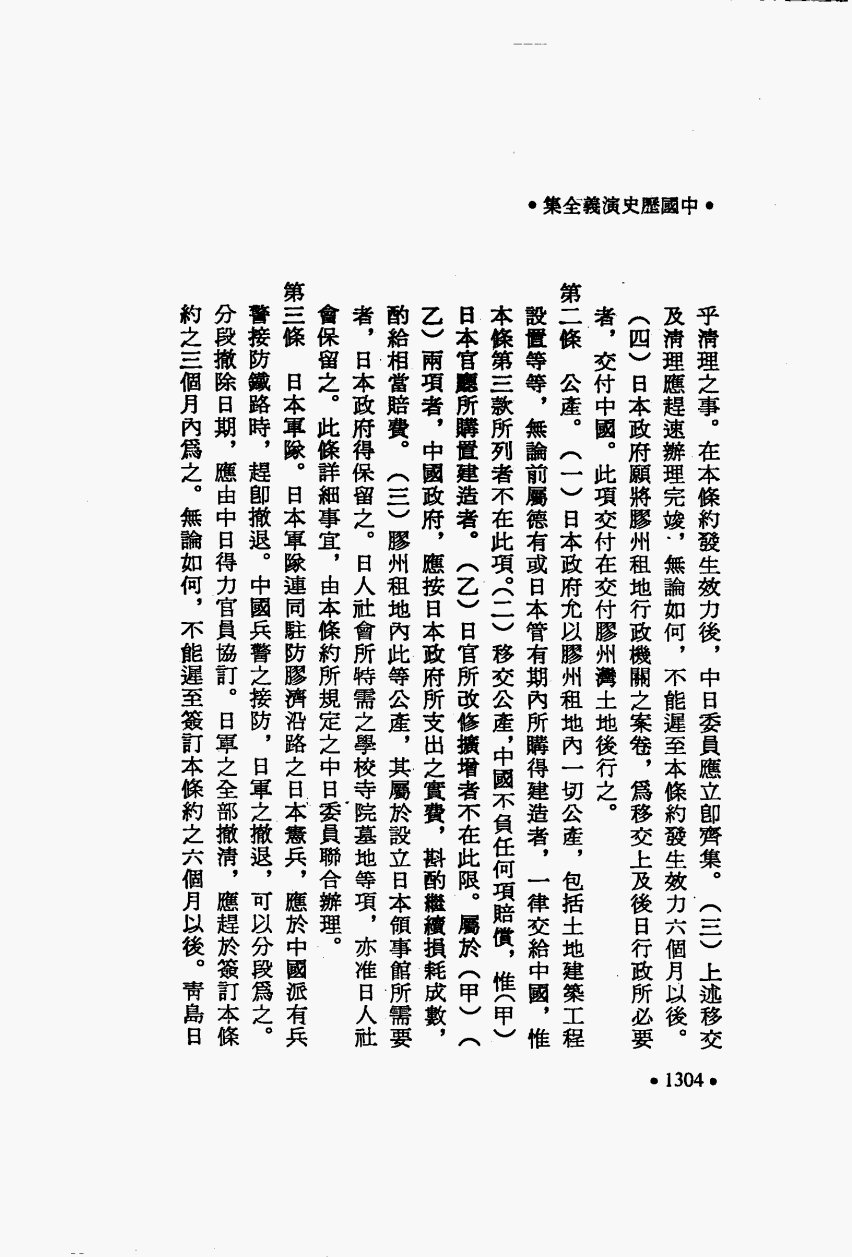 •中國歷史演義全集•
乎清理之事。在本條約發生效力後，中日委員應立卽齊集。（三）上述移交
及清理應趕速辦理完竣、無論如何，不能遲至本條約發生效力六個月以後。
（四）日本政府願將膠州租地行政機關之案卷，爲移交上及後日行政所必要
者，交付中國。此項交付在交付膠州灣土地後行之。
第二條　公產。（一）日本政府允以膠州租地內一切公產，包括土地建築工程
設置等等，無論前屬德有或日本管有期內所購得建造者，一律交給中國，惟
本條第三款所列者不在此項。（二）移交公產，中國不負任何項賠償，惟（甲）
日本官廳所購置建造者。（乙）日官所改修擴增者不在此限。屬於（甲）（
乙）兩項者，中國政府，應按日本政府所支出之實費，斟酌繼續損耗成數，
酌給相當賠費。（三）膠州租地內此等公產，其屬於設立日本領事館所需要
者，日本政府得保留之。日人社會所特需之學校寺院墓地等項，亦准日人社
會保留之。此條詳細事宜，由本條約所規定之中日委員聯合辦理。
第三條　日本軍隊。日本軍隊連同駐防膠濟沿路之日本憲兵，應於中國派有兵
警接防鐵路時，趕卽撤退。中國兵警之接防，日軍之撤退，可以分段爲之。
分段撤除日期，應由中日得力官員協訂。日軍之全部撤清，應趕於簽訂本條
約之三個月內爲之。無論如何，不能遲至簽訂本條約之六個月以後。青島日
•1304•